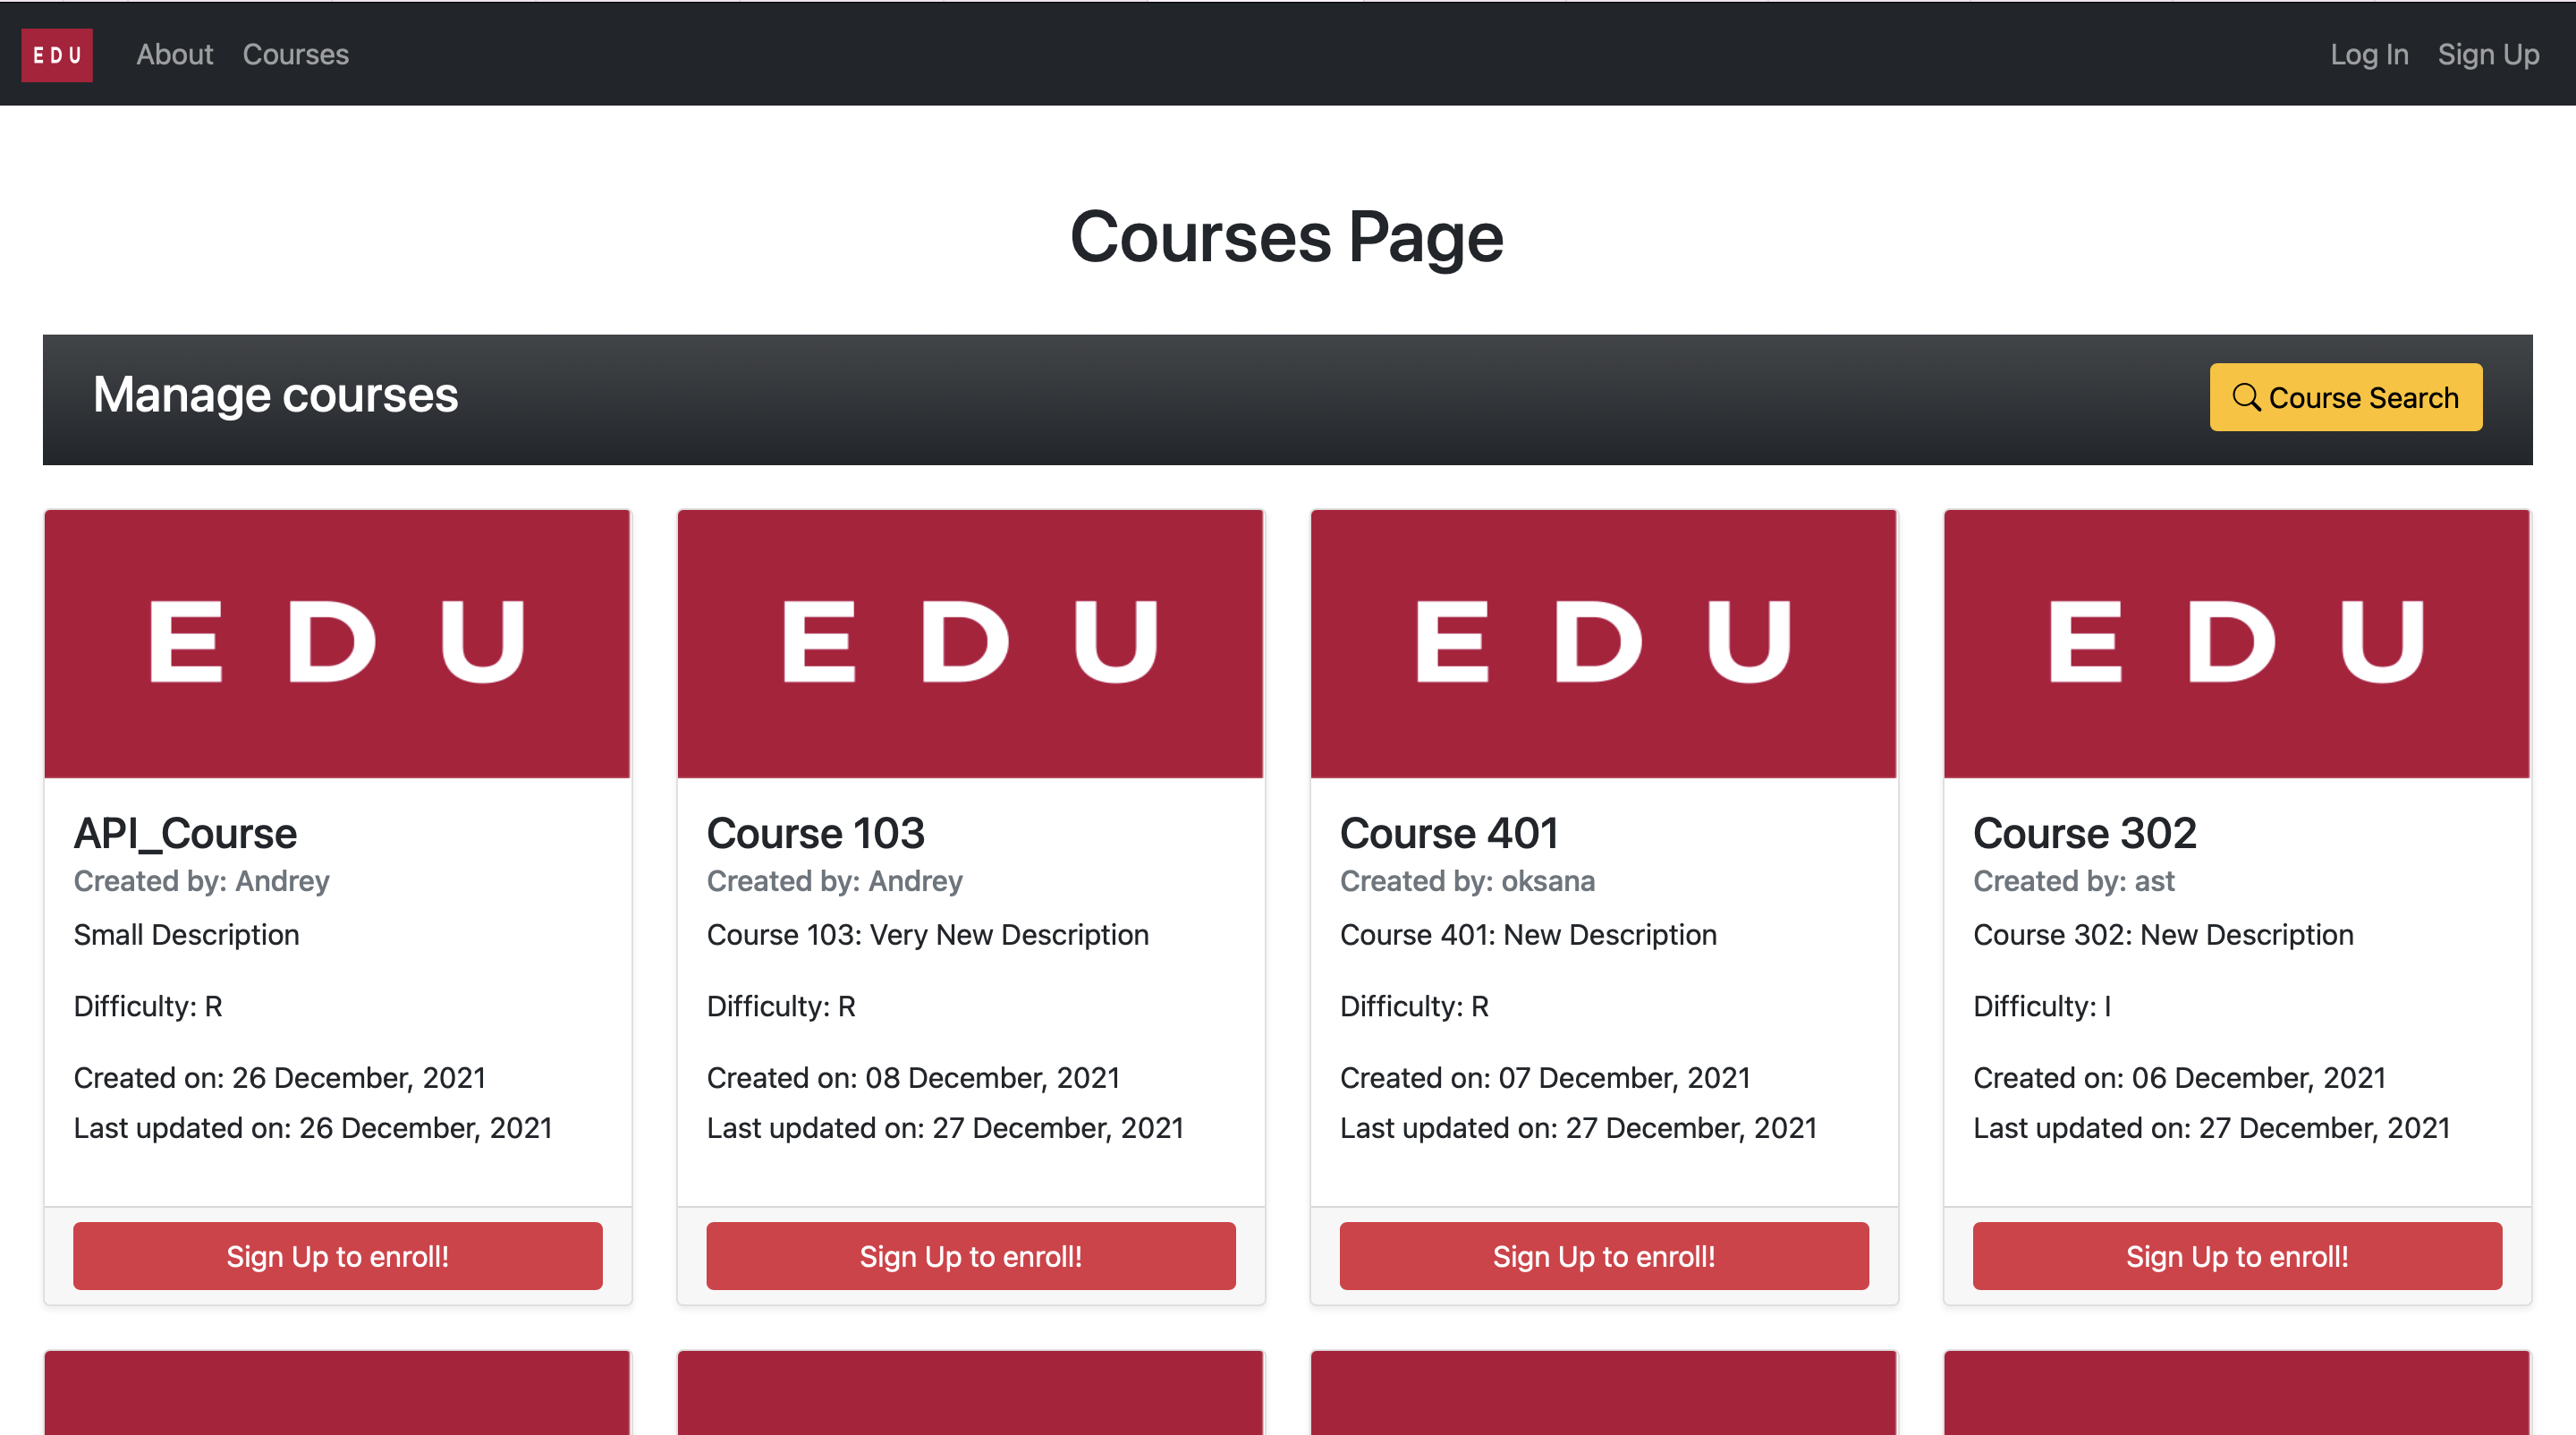 EDU About Courses Log In Sign Up
Courses Page
Manage courses
Course Search
EDU
API_Course
Created by: Andrey
Small Description
Difficulty: R
Created on: 26 December, 2021
Last updated on: 26 December, 2021
Sign Up to enroll!
EDU
Course 103
Created by: Andrey
Course 103: Very New Description
Difficulty: R
Created on: 08 December, 2021
Last updated on: 27 December, 2021
Sign Up to enroll!
EDU
Course 401
Created by: oksana
Course 401: New Description
Difficulty: R
Created on: 07 December, 2021
Last updated on: 27 December, 2021
Sign Up to enroll!
EDU
Course 302
Created by: ast
Course 302: New Description
Difficulty: I
Created on: 06 December, 2021
Last updated on: 27 December, 2021
Sign Up to enroll!